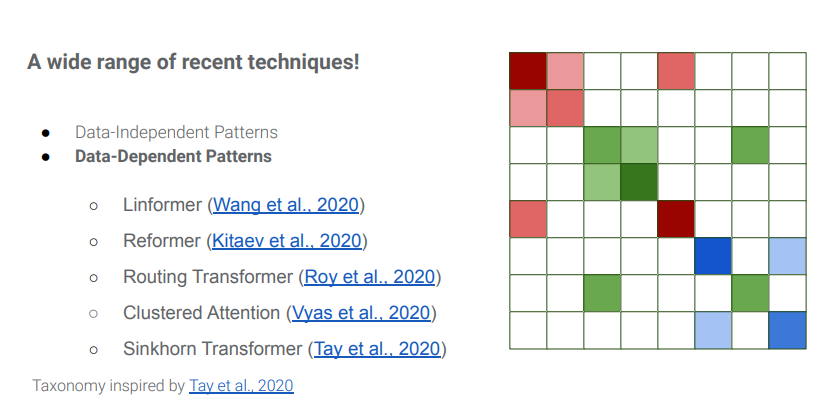 A wide range of recent techniques!
● Data-Independent Patterns
● Data-Dependent Patterns
○ Linformer (Wang et al., 2020)
○ Reformer (Kitaev et al., 2020)
○ Routing Transformer (Roy et al., 2020)
○ Clustered Attention (Vyas et al., 2020)
○ Sinkhorn Transformer (Tay et al., 2020)
Taxonomy inspired by Tay et al., 2020